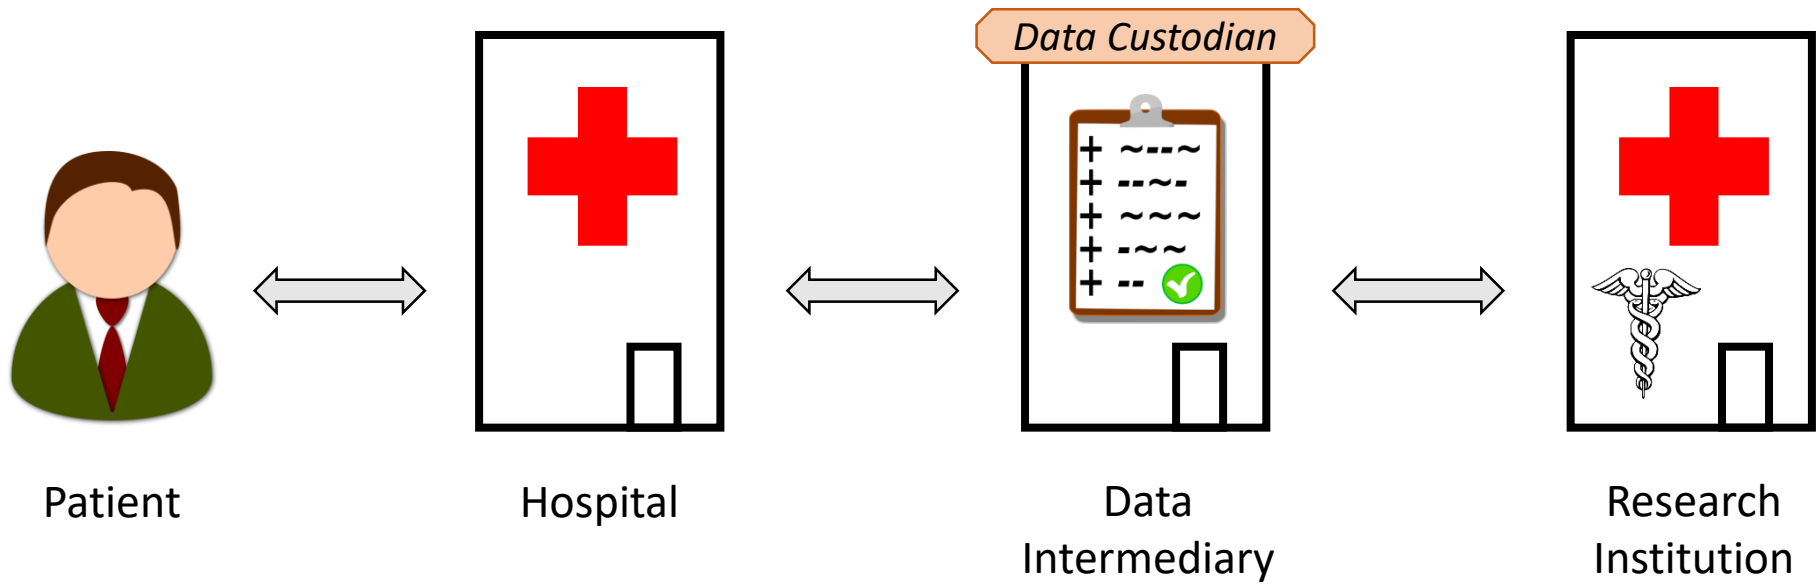 Data Custodian
+ ~--~
+ --~-
+ ~~~
+ -~~
+ --
Patient
Hospital
Data
Intermediary
Research
Institution